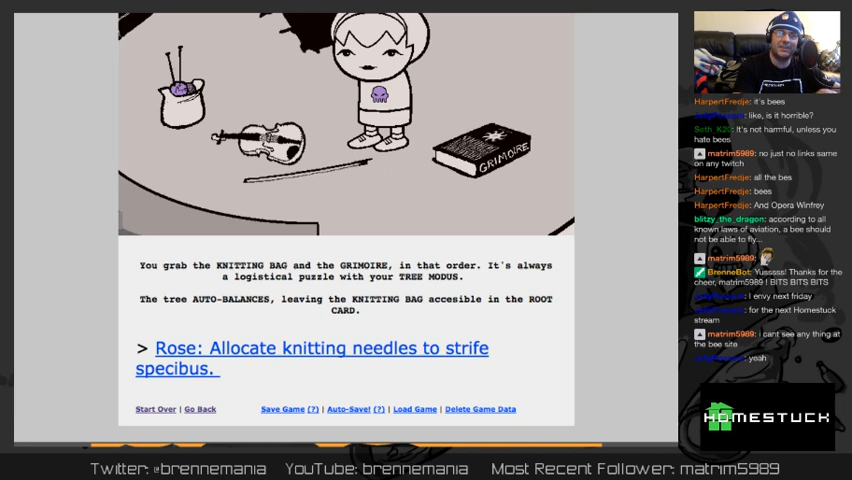 GRIMOIRE
You grab the KNITTING BAG and the GRIMOIRE, in that order. It's always
a logistical puzzle with your TREE MODUS.
The tree AUTO-BALANCES, leaving the KNITTING BAG accesible in the ROOT
CARD.
> Rose: Allocate knitting needles to strife
specibus.
Start Over | Go Back
Save Game (?) | Auto-Save! (?) | Load Game | Delete Game Data
HarpertFredje: it's bees
like, is it horrible?
Seth_K20: It's not harmful, unless you
hate bees
matrim5989: no just no links same
on any twitch
HarpertFredje: all the bes
HarpertFredje: bees
HarpertFredje: And Opera Winfrey
blitzy_the_dragon: according to all
known laws of aviation, a bee should
not be able to fly...
matrim5989:
BrenneBot: Yusssss! Thanks for the
cheer, matrim5989 ! BITS BITS BITS
I envy next friday
for the next Homestuck
stream
matrim5989: i cant see any thing at
the bee site
yeah
HOMESTUCK
Twitter: @brennemania YouTube: brennemania Most Recent Follower: matrim5989